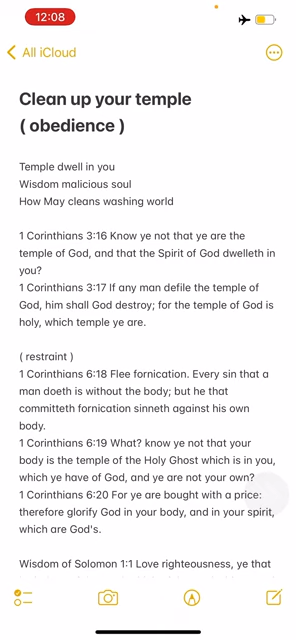 12:08
All iCloud
Clean up your temple
( obedience )
Temple dwell in you
Wisdom malicious soul
How May cleans washing world
1 Corinthians 3:16 Know ye not that ye are the
temple of God, and that the Spirit of God dwelleth in
you?
1 Corinthians 3:17 If any man defile the temple of
God, him shall God destroy; for the temple of God is
holy, which temple ye are.
( restraint )
1 Corinthians 6:18 Flee fornication. Every sin that a
man doeth is without the body; but he that
committeth fornication sinneth against his own
body.
1 Corinthians 6:19 What? know ye not that your
body is the temple of the Holy Ghost which is in you,
which ye have of God, and ye are not your own?
1 Corinthians 6:20 For ye are bought with a price:
therefore glorify God in your body, and in your spirit,
which are God's.
Wisdom of Solomon 1:1 Love righteousness, ye that